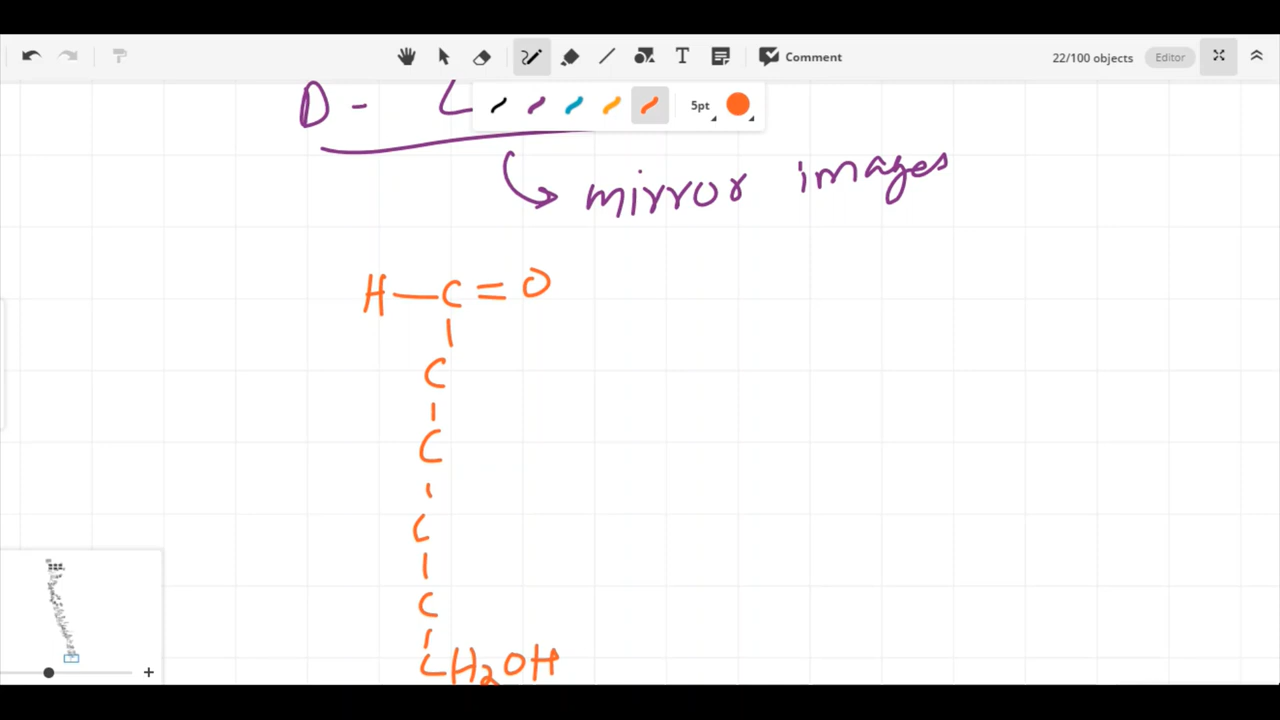 Comment
22/100 objects
Editor
D - L
5pt
mirror images
H — C = O
C
C
C
C
CH2OH